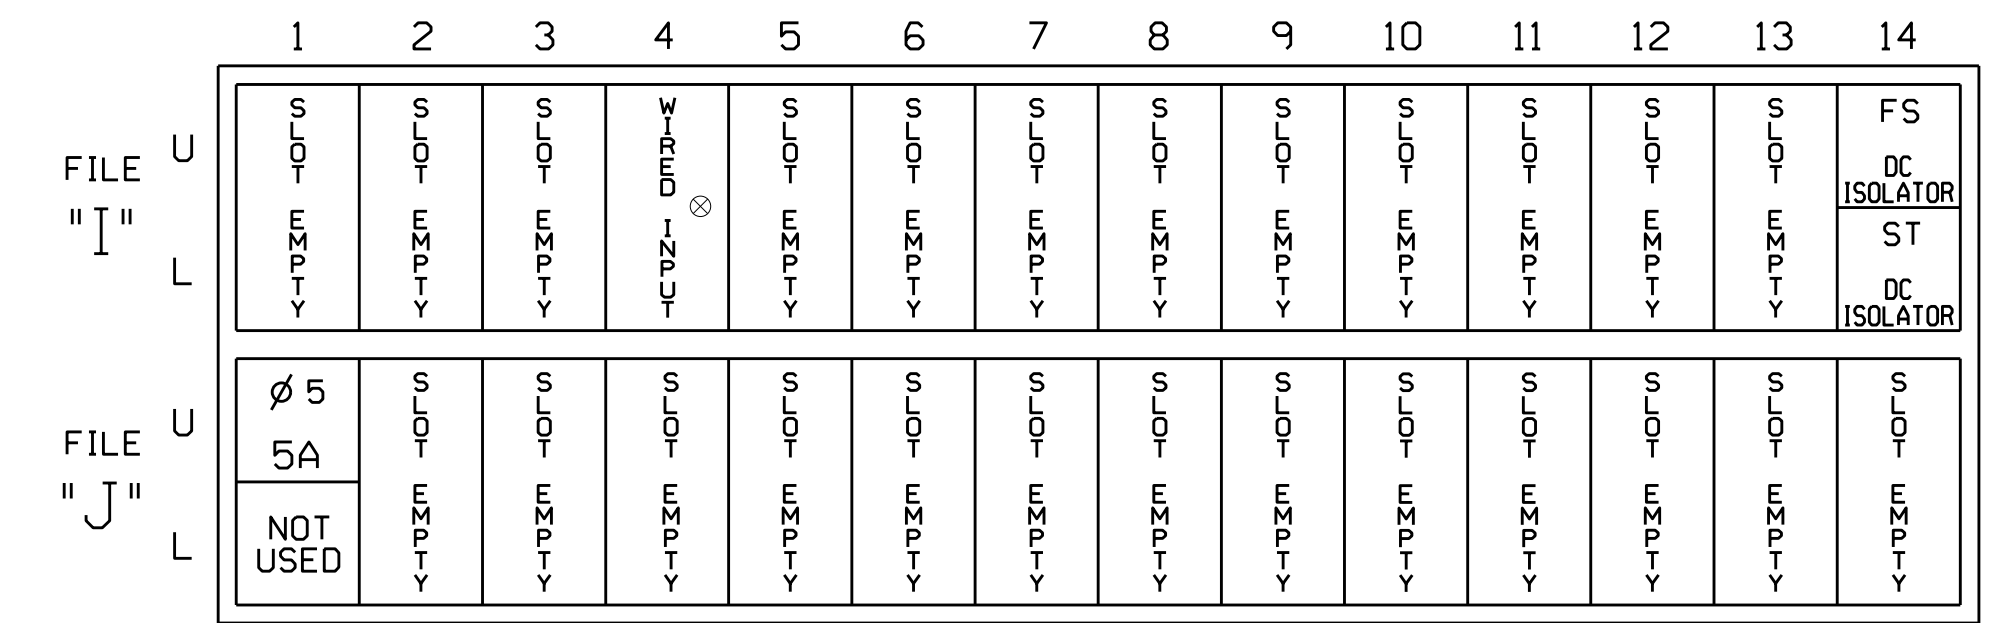 1 2 3 4 5 6 7 8 9 10 11 12 13 14
FILE "I"
U
L
SLOT EMPTY
SLOT EMPTY
SLOT EMPTY
WIRED INPUT
SLOT EMPTY
SLOT EMPTY
SLOT EMPTY
SLOT EMPTY
SLOT EMPTY
SLOT EMPTY
SLOT EMPTY
SLOT EMPTY
SLOT EMPTY
FS
DC
ISOLATOR
ST
DC
ISOLATOR
FILE "J"
U
L
Ø 5
5A
NOT
USED
SLOT EMPTY
SLOT EMPTY
SLOT EMPTY
SLOT EMPTY
SLOT EMPTY
SLOT EMPTY
SLOT EMPTY
SLOT EMPTY
SLOT EMPTY
SLOT EMPTY
SLOT EMPTY
SLOT EMPTY
SLOT EMPTY